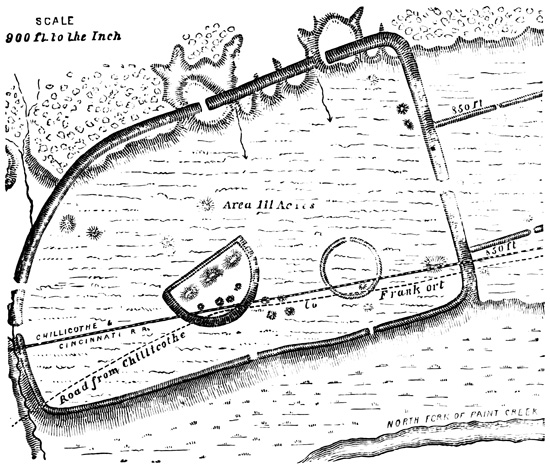 SCALE
900 ft. to the Inch
850 ft
Area 111 Acres
850 ft
CHILLICOTHE &
CINCINNATI R.R.
Road from Chillicothe
to
Frankfort
NORTH FORK OF PAINT CREEK